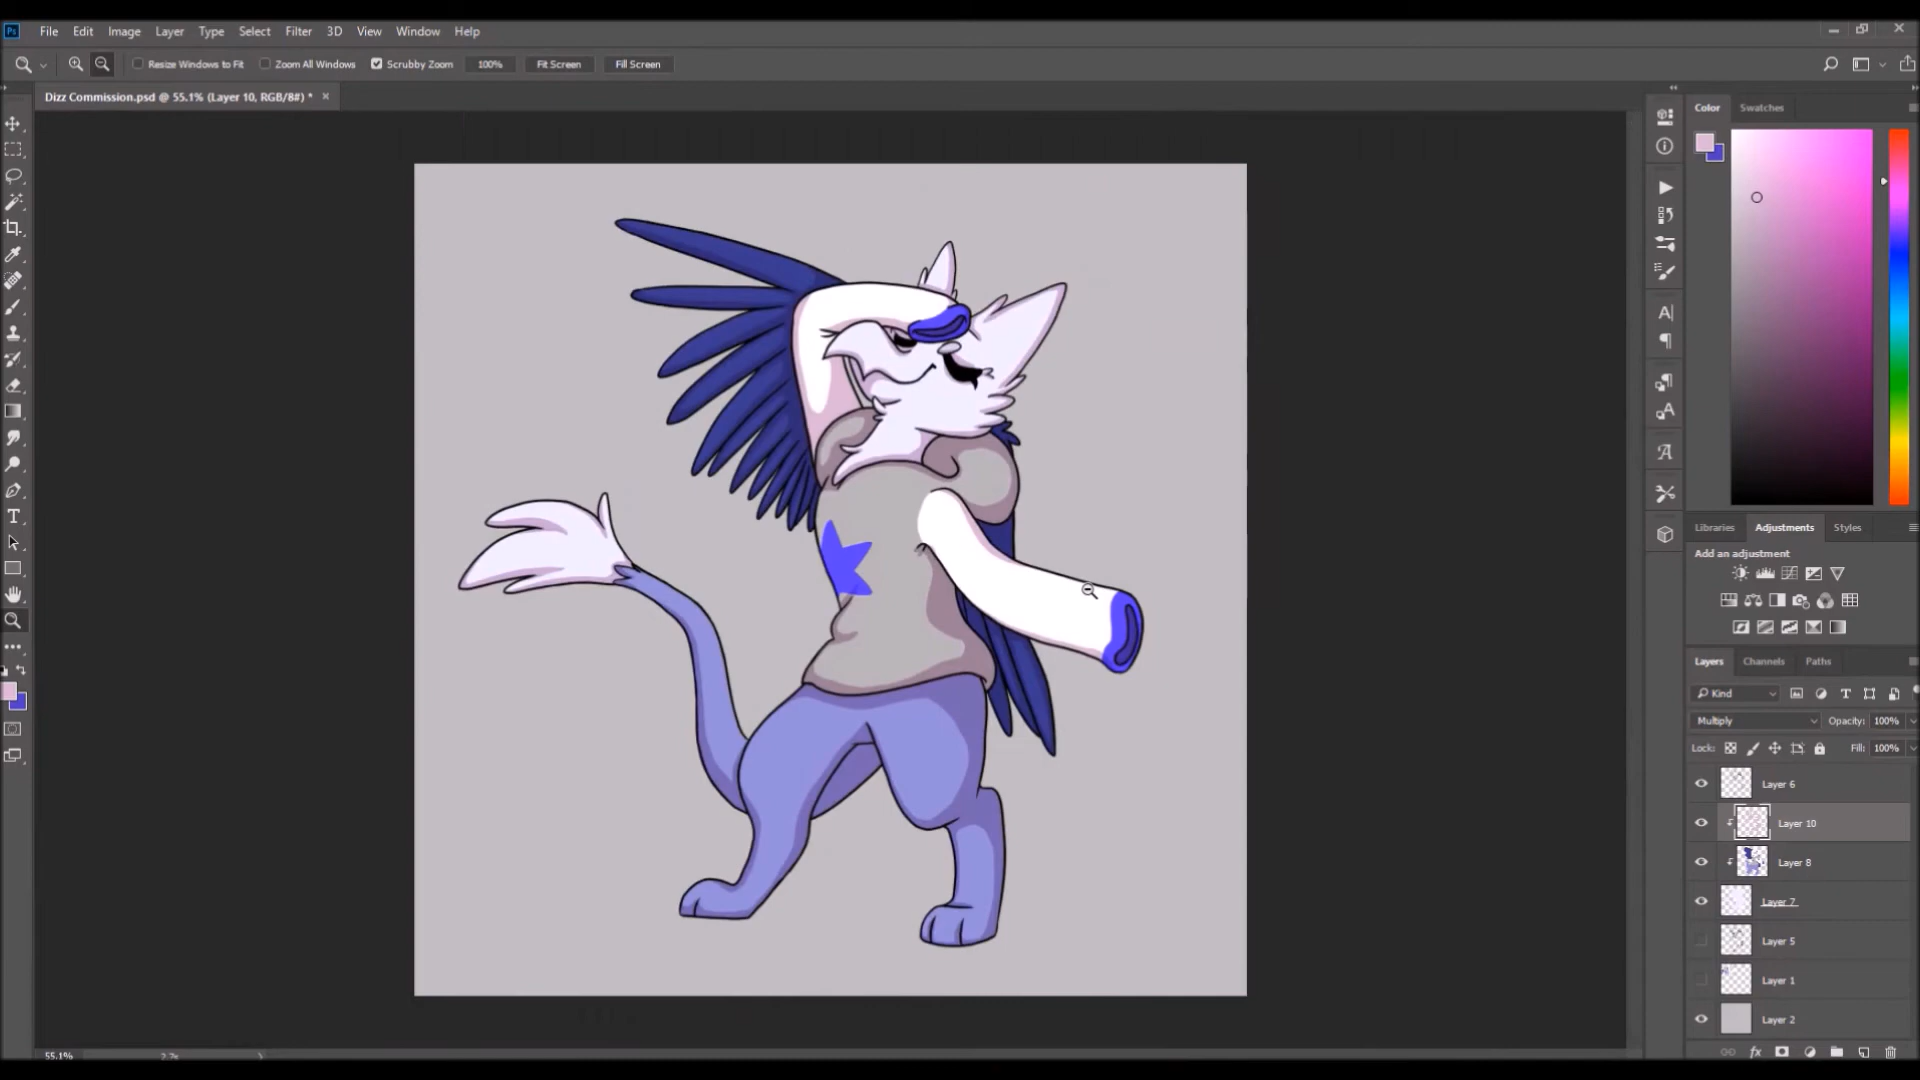 Ps File Edit Image Layer Type Select Filter 3D View Window Help
Resize Windows to Fit Zoom All Windows Scrubby Zoom 100% Fit Screen Fill Screen
Dizz Commission.psd @ 55.1% (Layer 10, RGB/8#) *
Color Swatches
Libraries Adjustments Styles
Add an adjustment
Layers Channels Paths
Kind
Multiply Opacity: 100%
Lock: Fill: 100%
Layer 6
Layer 10
Layer 8
Layer 7
Layer 5
Layer 1
Layer 2
55.1% 2.7s